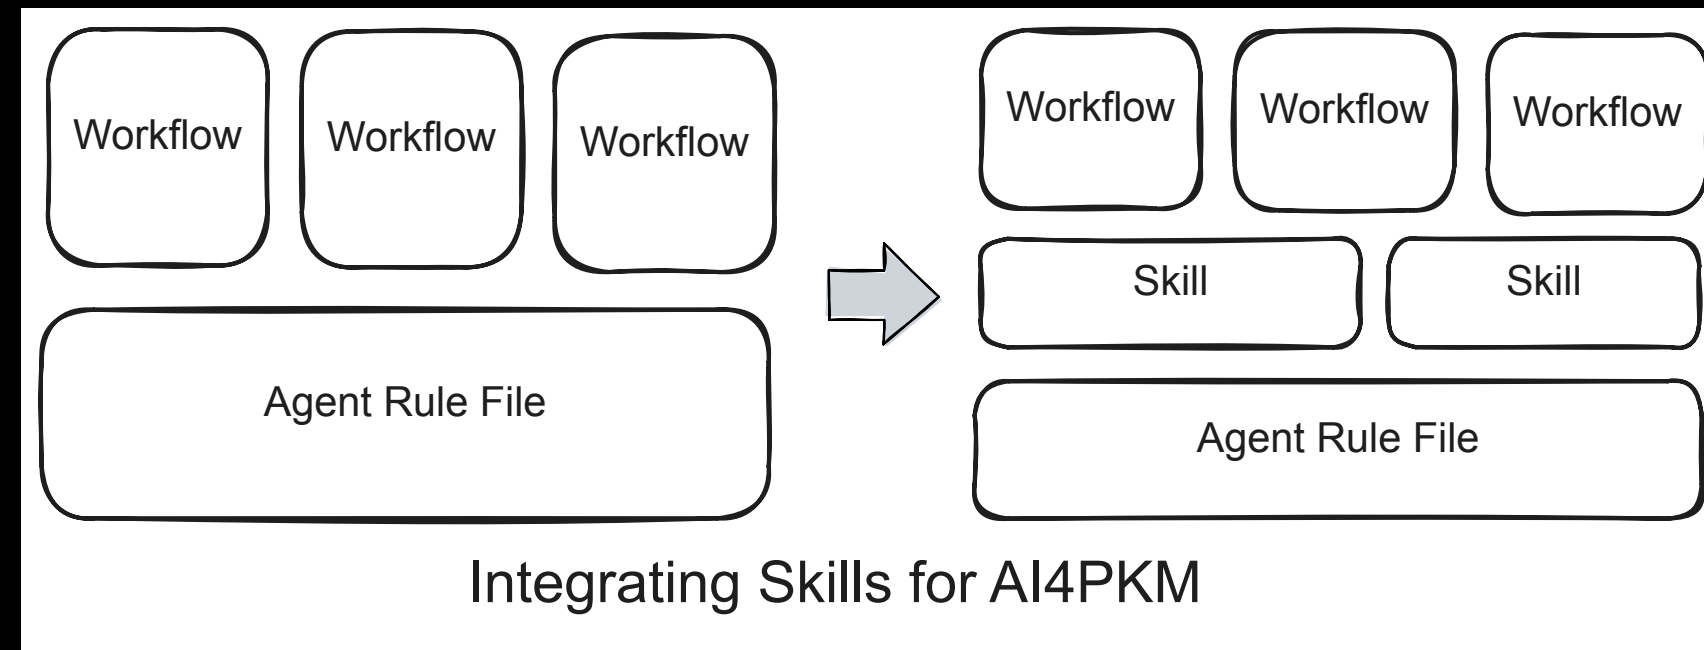 Workflow
Workflow
Workflow
Agent Rule File
Workflow
Workflow
Workflow
Skill
Skill
Agent Rule File
Integrating Skills for AI4PKM